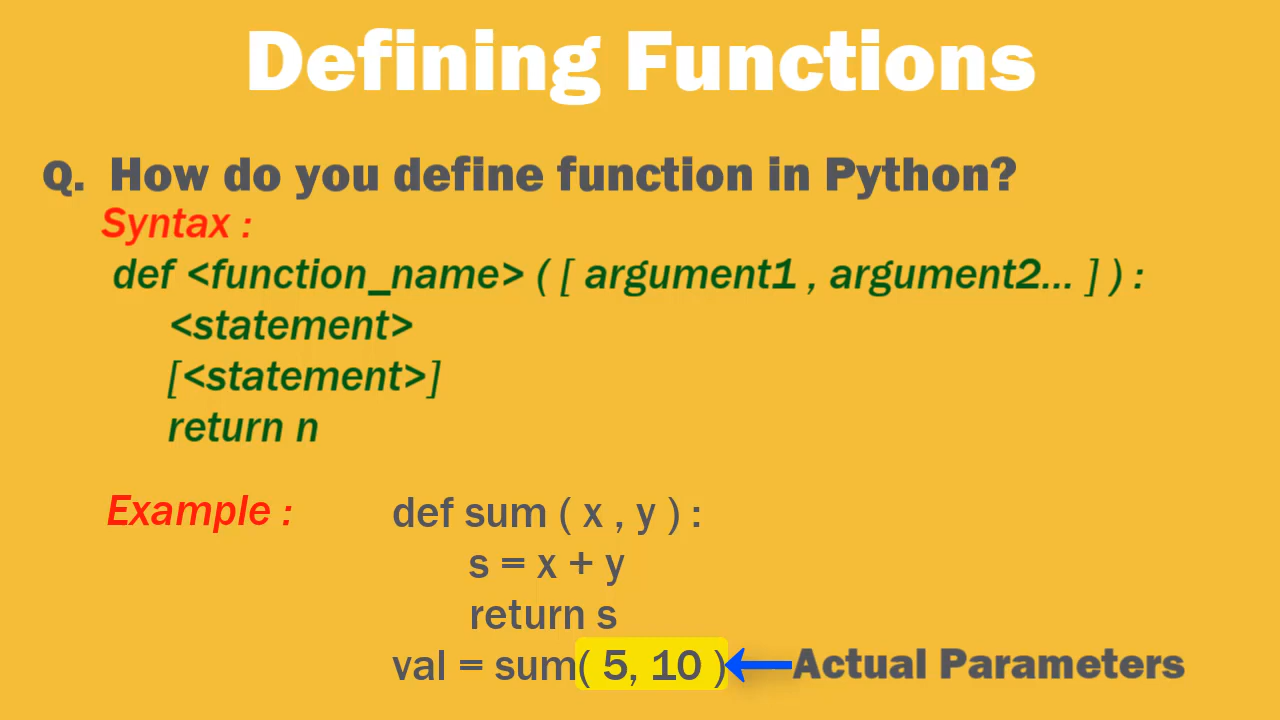 Defining Functions
Q. How do you define function in Python?
Syntax :
def <function_name> ( [ argument1 , argument2... ] ) :
<statement>
[<statement>]
return n
Example :
def sum ( x , y ) :
s = x + y
return s
val = sum( 5, 10 ) Actual Parameters